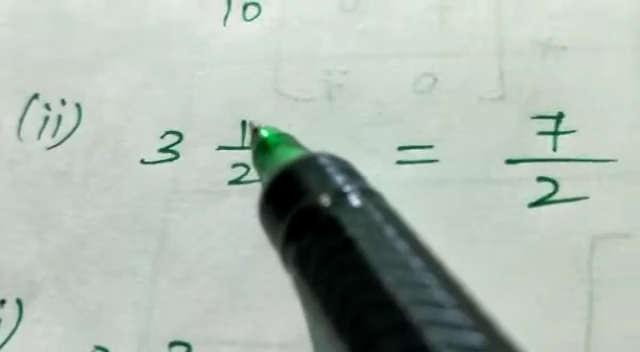 10
(ii) 3 1/2 = 7/2